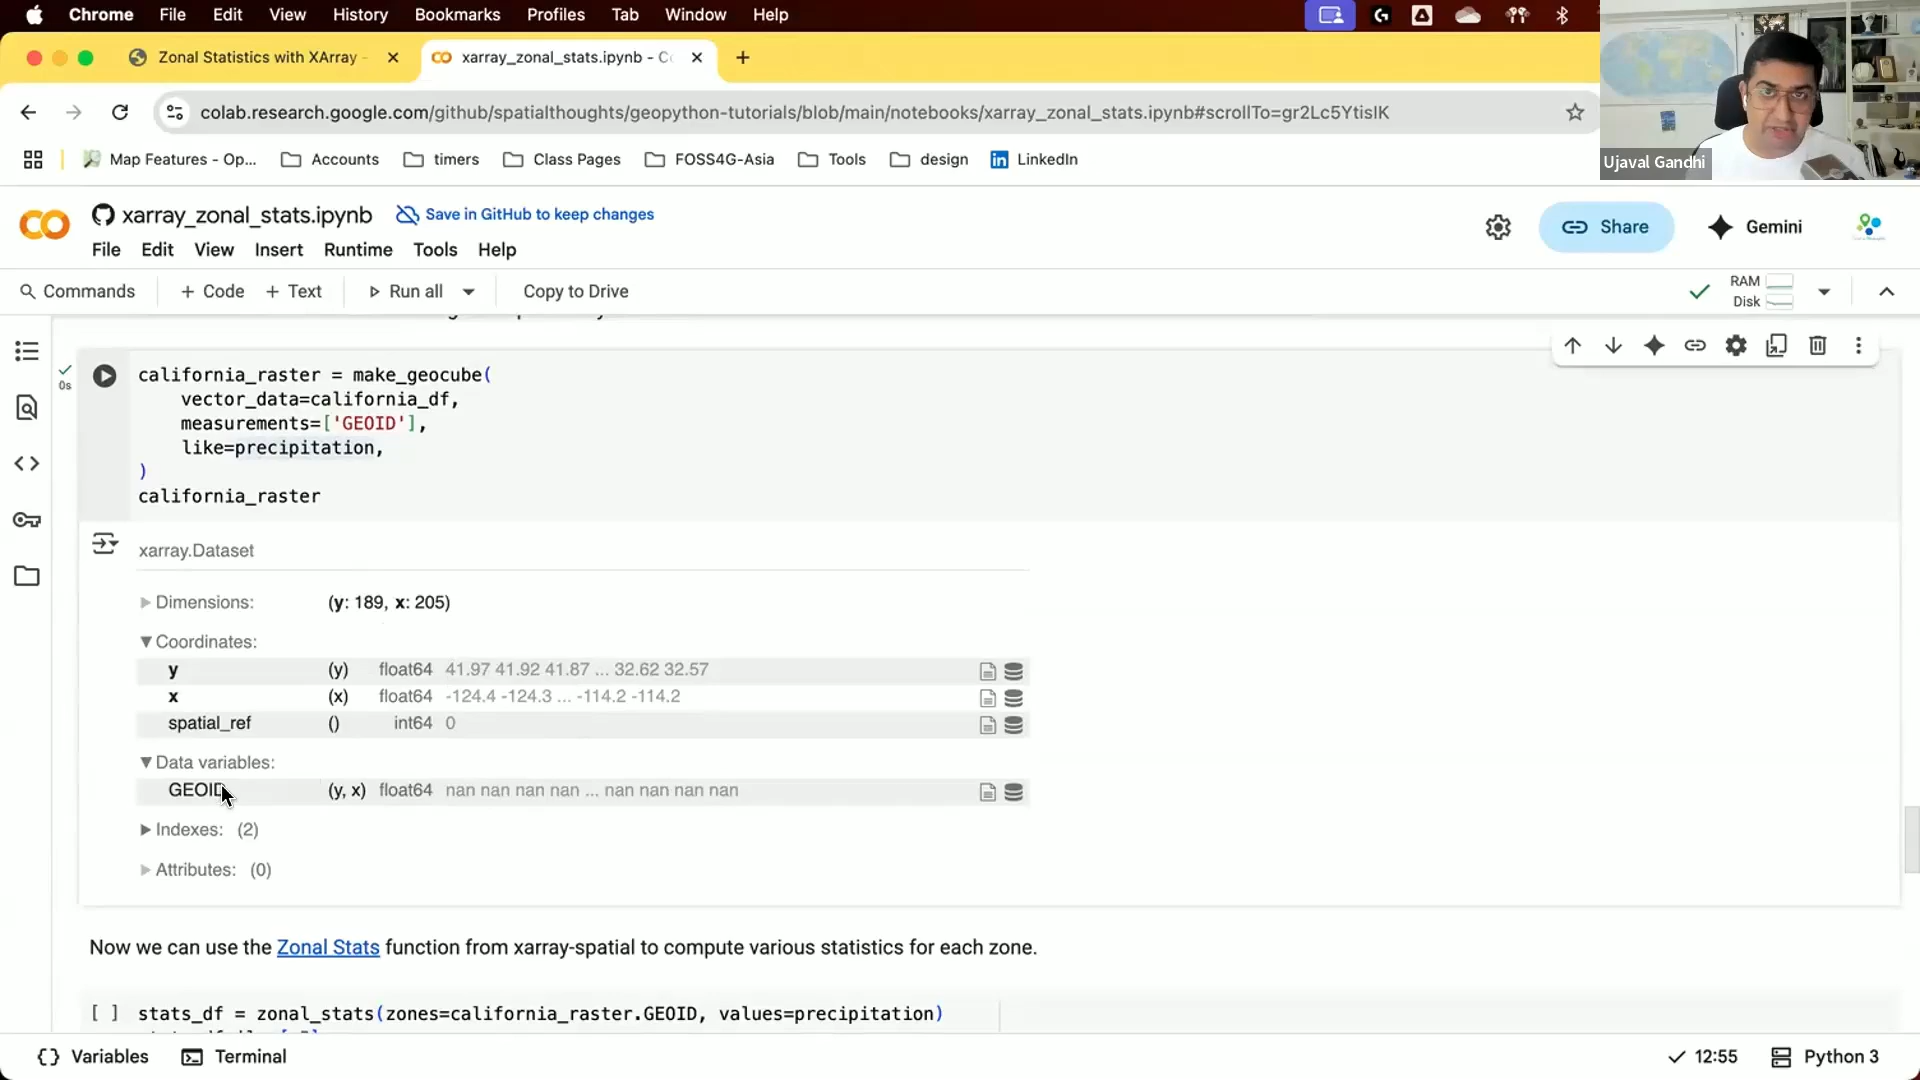 Chrome File Edit View History Bookmarks Profiles Tab Window Help
Zonal Statistics with XArray -
xarray_zonal_stats.ipynb - Co
colab.research.google.com/github/spatialthoughts/geopython-tutorials/blob/main/notebooks/xarray_zonal_stats.ipynb#scrollTo=gr2Lc5YtisIK
Map Features - Op... Accounts timers Class Pages FOSS4G-Asia Tools design LinkedIn
Ujaval Gandhi
xarray_zonal_stats.ipynb Save in GitHub to keep changes
File Edit View Insert Runtime Tools Help
Share Gemini
Commands + Code + Text Run all Copy to Drive
RAM
Disk
0s
california_raster = make_geocube(
vector_data=california_df,
measurements=['GEOID'],
like=precipitation,
)
california_raster
xarray.Dataset
Dimensions: (y: 189, x: 205)
Coordinates:
y (y) float64 41.97 41.92 41.87 ... 32.62 32.57
x (x) float64 -124.4 -124.3 ... -114.2 -114.2
spatial_ref () int64 0
Data variables:
GEOID (y, x) float64 nan nan nan nan ... nan nan nan nan
Indexes: (2)
Attributes: (0)
Now we can use the Zonal Stats function from xarray-spatial to compute various statistics for each zone.
[ ] stats_df = zonal_stats(zones=california_raster.GEOID, values=precipitation)
Variables Terminal
12:55 Python 3